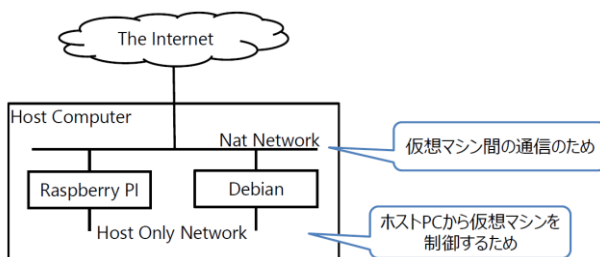 The Internet
Host Computer
Nat Network
仮想マシン間の通信のため
Raspberry PI
Debian
ホストPCから仮想マシンを
制御するため
Host Only Network